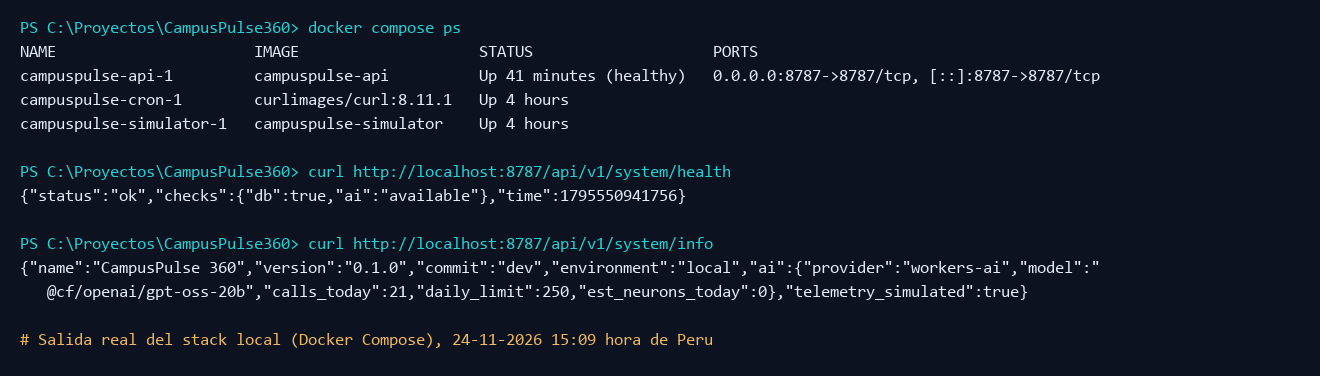 PS C:\Proyectos\CampusPulse360> docker compose ps
NAME IMAGE STATUS PORTS
campuspulse-api-1 campuspulse-api Up 41 minutes (healthy) 0.0.0.0:8787->8787/tcp, [::]:8787->8787/tcp
campuspulse-cron-1 curlimages/curl:8.11.1 Up 4 hours
campuspulse-simulator-1 campuspulse-simulator Up 4 hours
PS C:\Proyectos\CampusPulse360> curl http://localhost:8787/api/v1/system/health
{"status":"ok","checks":{"db":true,"ai":"available"},"time":1795550941756}
PS C:\Proyectos\CampusPulse360> curl http://localhost:8787/api/v1/system/info
{"name":"CampusPulse 360","version":"0.1.0","commit":"dev","environment":"local","ai":{"provider":"workers-ai","model":"
@cf/openai/gpt-oss-20b","calls_today":21,"daily_limit":250,"est_neurons_today":0},"telemetry_simulated":true}
# Salida real del stack local (Docker Compose), 24-11-2026 15:09 hora de Peru